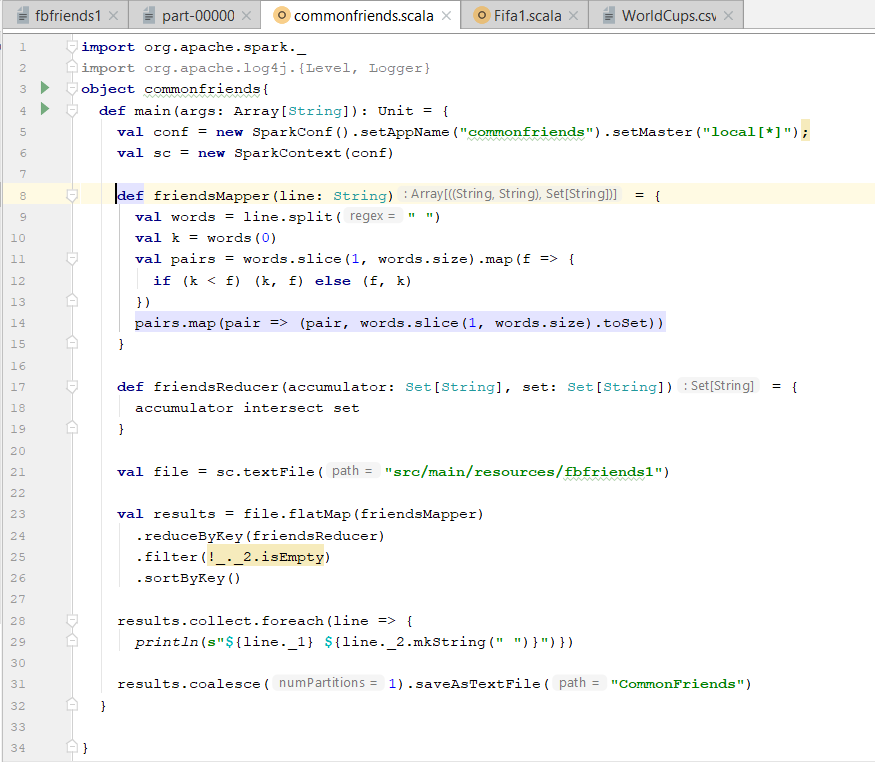 fbfriends1 part-00000 commonfriends.scala Fifa1.scala WorldCups.csv
1 import org.apache.spark._
2 import org.apache.log4j.{Level, Logger}
3 object commonfriends{
4 def main(args: Array[String]): Unit = {
5 val conf = new SparkConf().setAppName("commonfriends").setMaster("local[*]");
6 val sc = new SparkContext(conf)
7
8 def friendsMapper(line: String) : Array[((String, String), Set[String])] = {
9 val words = line.split( regex = " ")
10 val k = words(0)
11 val pairs = words.slice(1, words.size).map(f => {
12 if (k < f) (k, f) else (f, k)
13 })
14 pairs.map(pair => (pair, words.slice(1, words.size).toSet))
15 }
16
17 def friendsReducer(accumulator: Set[String], set: Set[String]) : Set[String] = {
18 accumulator intersect set
19 }
20
21 val file = sc.textFile( path = "src/main/resources/fbfriends1")
22
23 val results = file.flatMap(friendsMapper)
24 .reduceByKey(friendsReducer)
25 .filter(!_._2.isEmpty)
26 .sortByKey()
27
28 results.collect.foreach(line => {
29 println(s"${line._1} ${line._2.mkString(" ")}")})
30
31 results.coalesce( numPartitions = 1).saveAsTextFile( path = "CommonFriends")
32 }
33
34 }